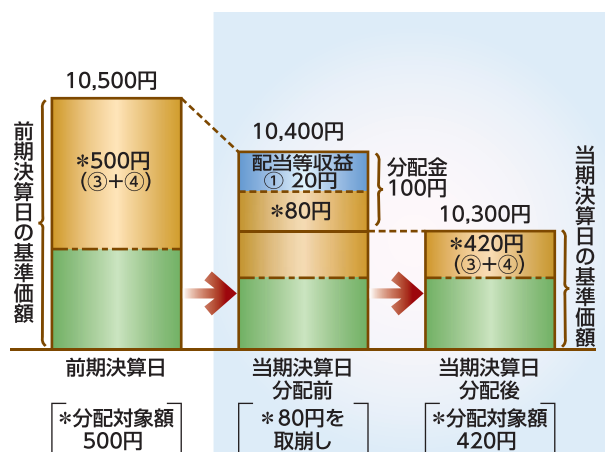 10,500円
前期決算日の基準価額
*500円
(③+④)
前期決算日
*分配対象額
500円
10,400円
配当等収益
① 20円
*80円
分配金
100円
当期決算日
分配前
*80円を
取崩し
10,300円
*420円
(③+④)
当期決算日の基準価額
当期決算日
分配後
*分配対象額
420円